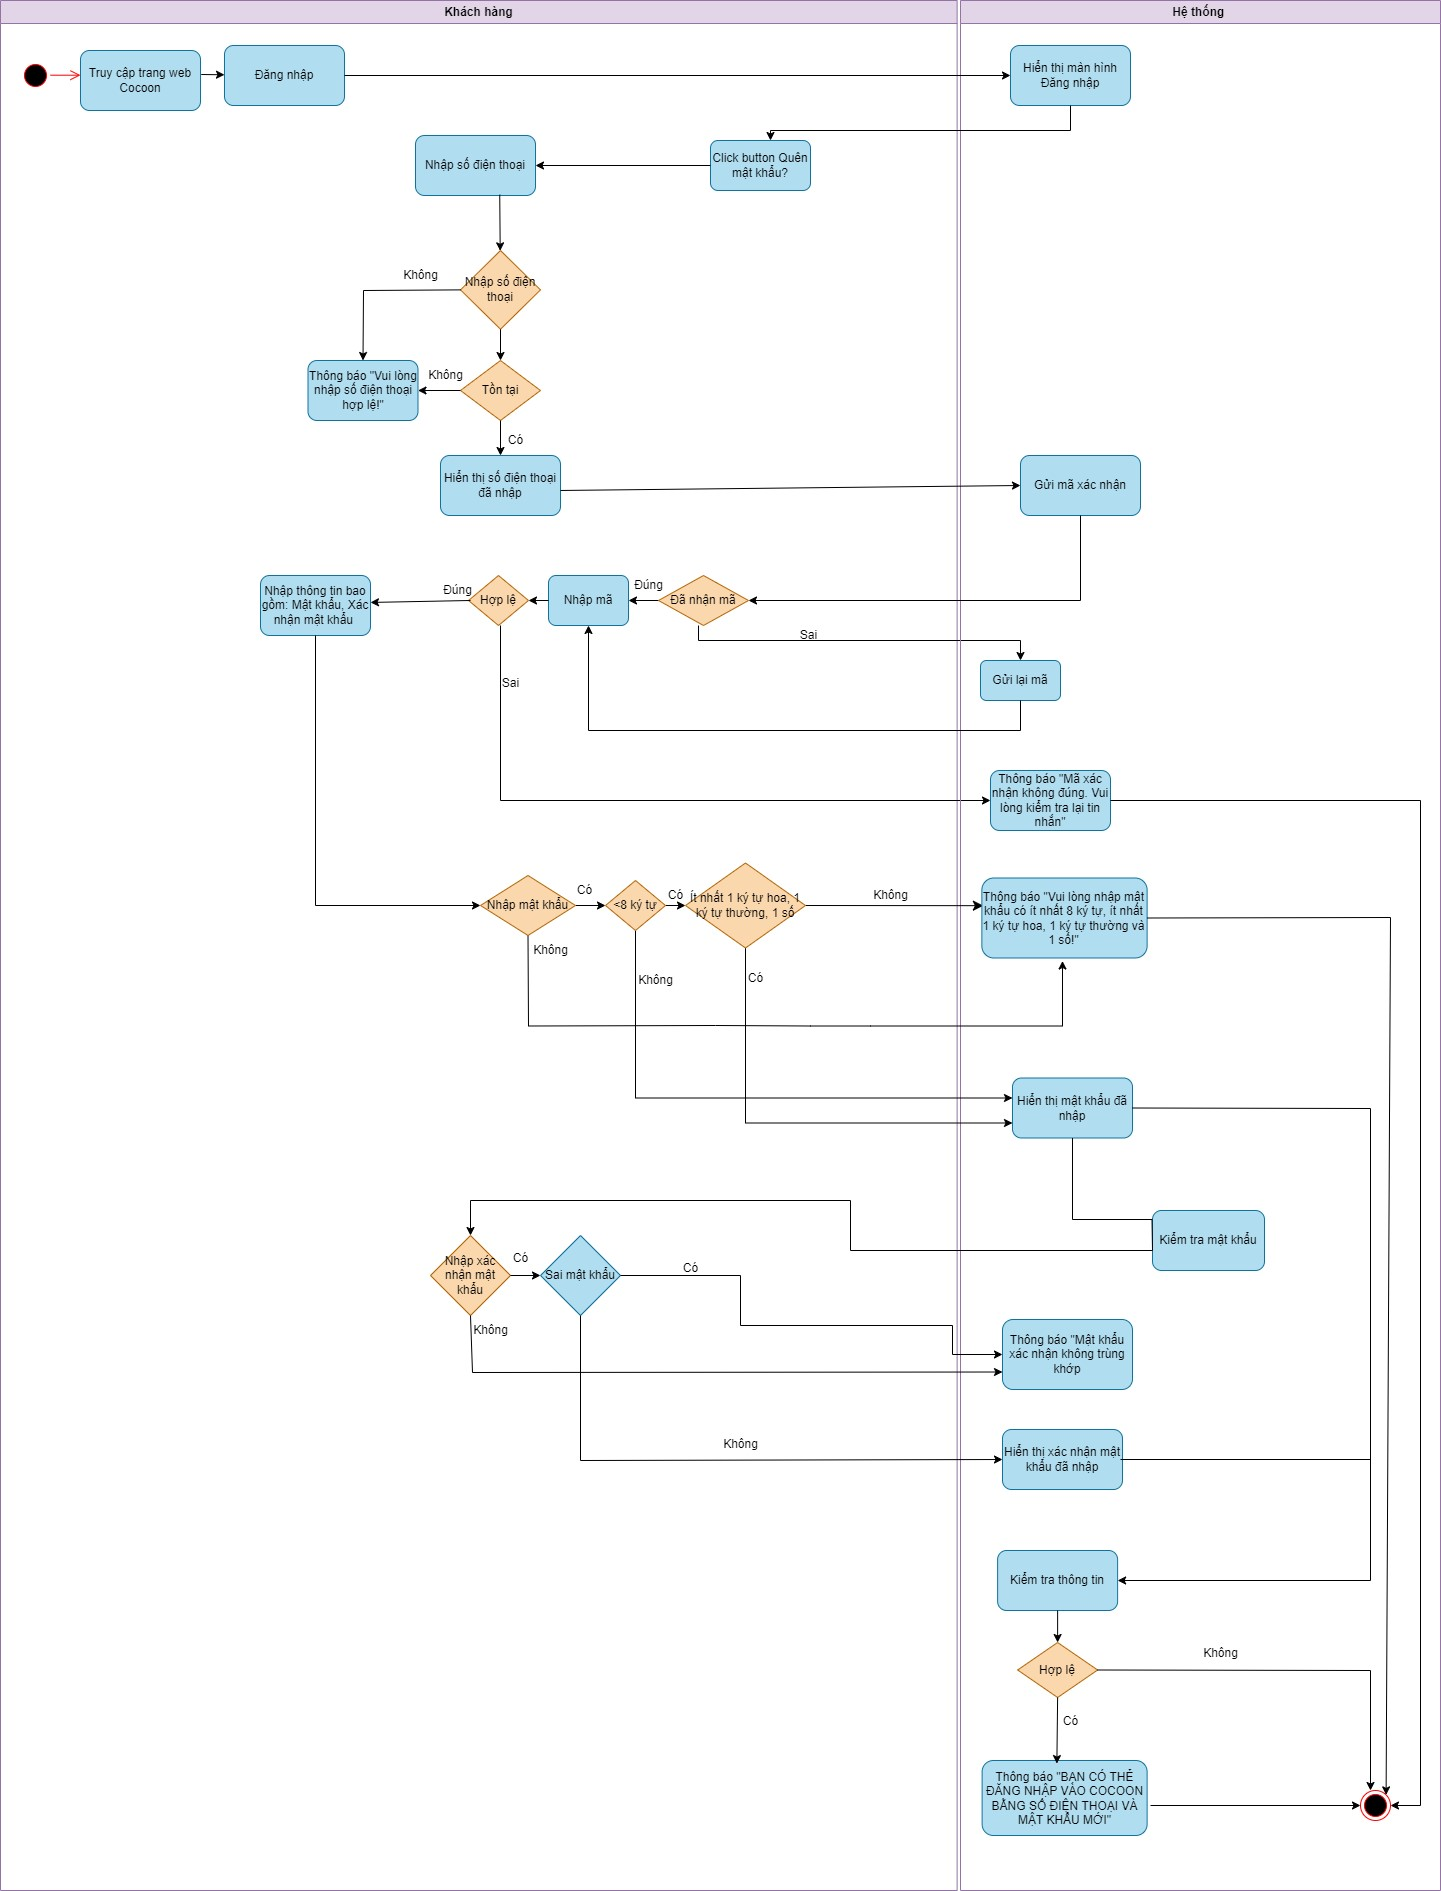 Khách hàng
Hệ thống
Truy cập trang web
Cocoon
Đăng nhập
Hiển thị màn hình
Đăng nhập
Click button Quên
mật khẩu?
Nhập số điện thoại
Nhập số điện
thoại
Không
Thông báo "Vui lòng
nhập số điện thoại
hợp lệ!"
Không
Tồn tại
Có
Hiển thị số điện thoại
đã nhập
Gửi mã xác nhận
Nhập thông tin bao
gồm: Mật khẩu, Xác
nhận mật khẩu
Đúng
Hợp lệ
Nhập mã
Đúng
Đã nhận mã
Sai
Gửi lại mã
Sai
Thông báo "Mã xác
nhận không đúng. Vui
lòng kiểm tra lại tin
nhắn"
Nhập mật khẩu
Có
<8 ký tự
Có
ít nhất 1 ký tự hoa, 1
ký tự thường, 1 số
Không
Thông báo "Vui lòng nhập mật
khẩu có ít nhất 8 ký tự, ít nhất
1 ký tự hoa, 1 ký tự thường và
1 số!"
Không
Không
Có
Hiển thị mật khẩu đã
nhập
Kiểm tra mật khẩu
Nhập xác
nhận mật
khẩu
Có
Sai mật khẩu
Có
Không
Thông báo "Mật khẩu
xác nhận không trùng
khớp
Không
Hiển thị xác nhận mật
khẩu đã nhập
Kiểm tra thông tin
Hợp lệ
Không
Có
Thông báo "BẠN CÓ THỂ
ĐĂNG NHẬP VÀO COCOON
BẰNG SỐ ĐIỆN THOẠI VÀ
MẬT KHẨU MỚI"